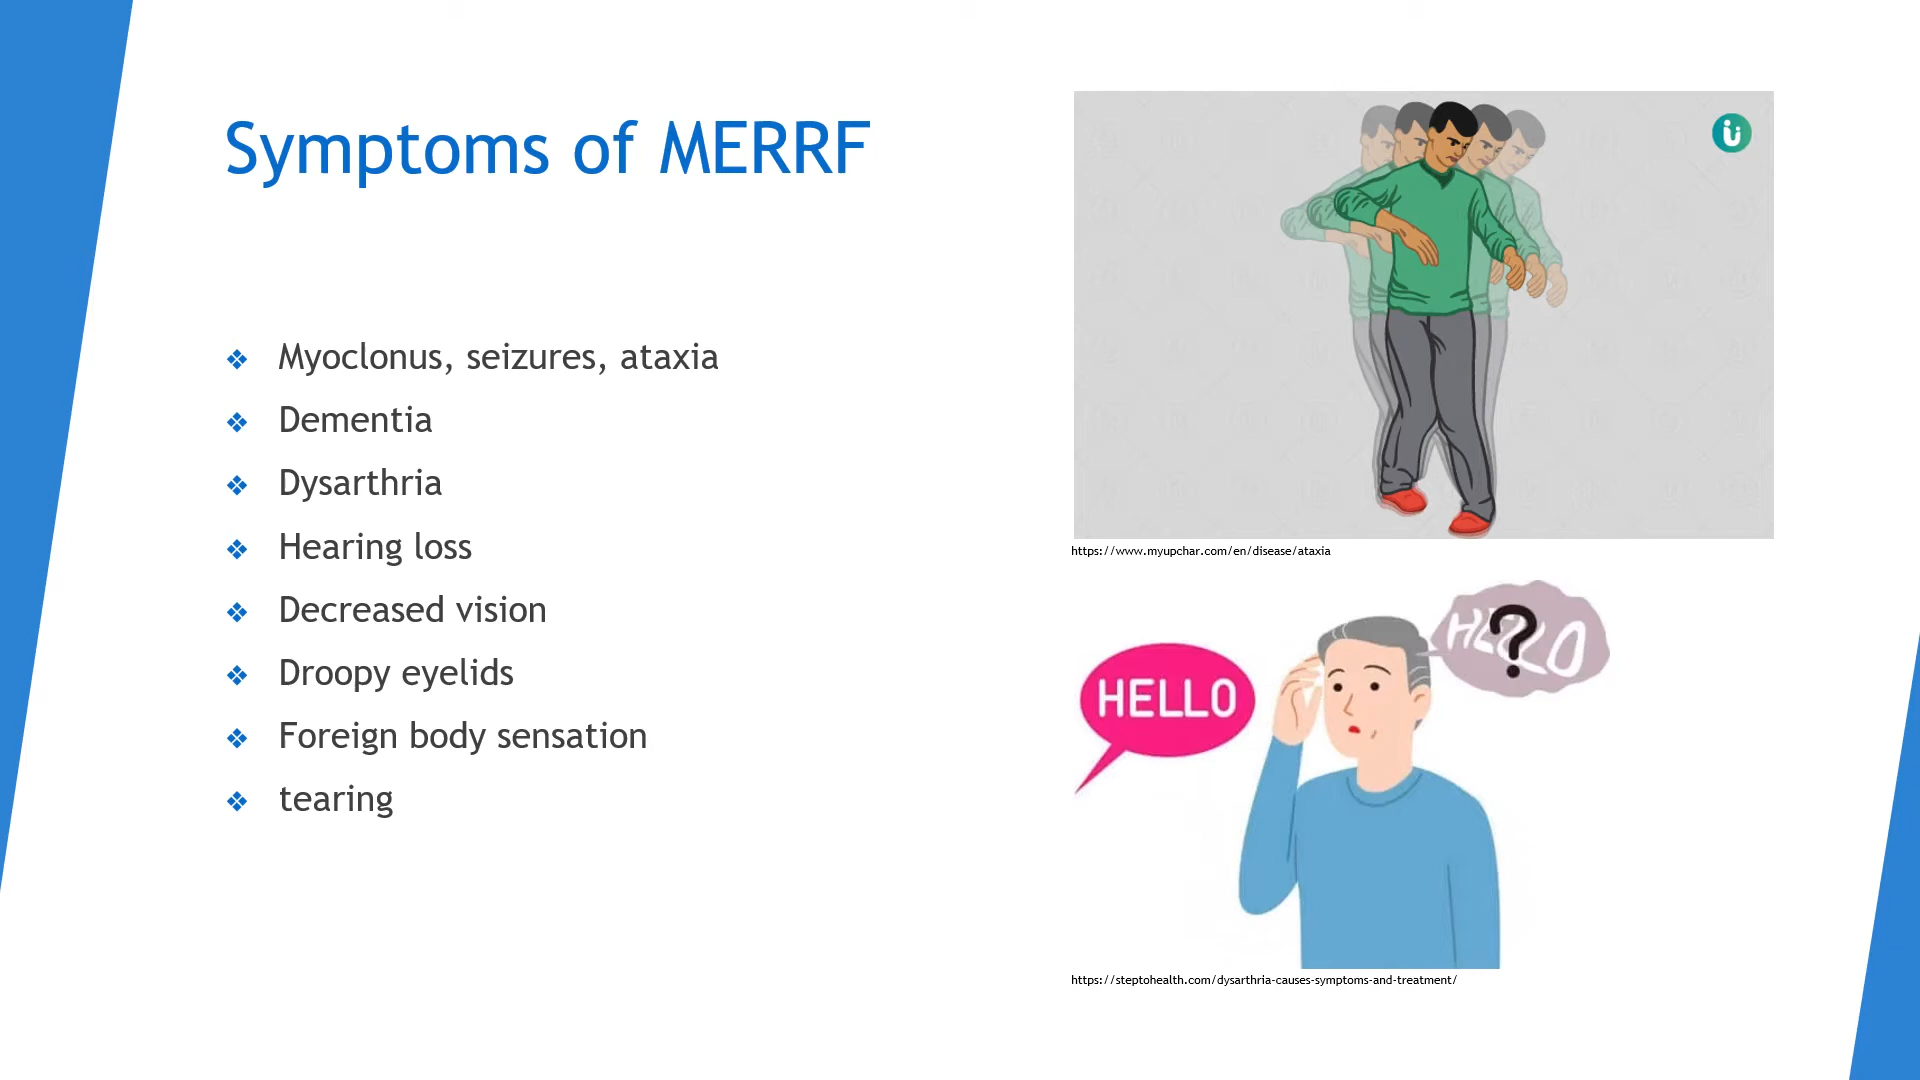 Symptoms of MERRF
Myoclonus, seizures, ataxia
Dementia
Dysarthria
Hearing loss
Decreased vision
Droopy eyelids
Foreign body sensation
tearing
https://www.myupchar.com/en/disease/ataxia
HELLO
HELLO
?
https://steptohealth.com/dysarthria-causes-symptoms-and-treatment/